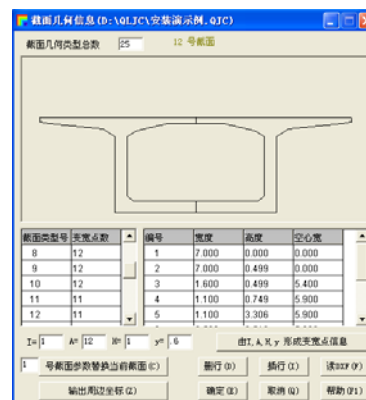 截面几何信息(D:\QLJC\安装演示例.QJC)
截面几何类型总数 25 12 号截面
截面类型号 变宽点数
8 12
9 12
10 12
11 11
12 11
编号 宽度 高度 空心宽
1 7.000 0.000 0.000
2 7.000 0.499 0.000
3 1.600 0.499 5.400
4 1.100 0.749 5.900
5 1.100 3.306 5.900
I= 1 A= 12 N= 1 y= .6 由I, A, N, y 形成变宽点信息
1 号截面参数替换当前截面(C) 删行(D) 插行(I) 读DXF(F)
输出周边坐标(Z) 确定(E) 取消(Q) 帮助(F1)